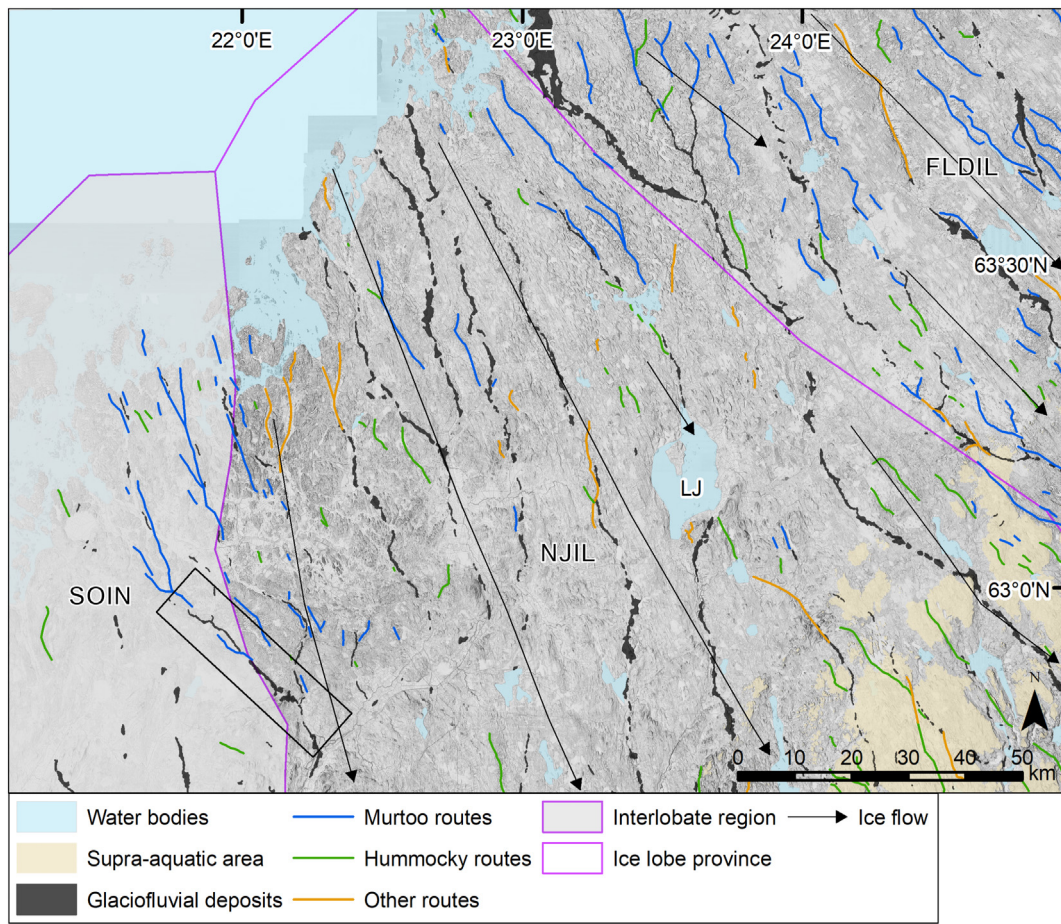 22°0'E
23°0'E
24°0'E
FLDIL
63°30'N
LJ
NJIL
SOIN
63°0'N
N
0 10 20 30 40 50
km
Water bodies
Murtoo routes
Interlobate region
Ice flow
Supra-aquatic area
Hummocky routes
Ice lobe province
Glaciofluvial deposits
Other routes